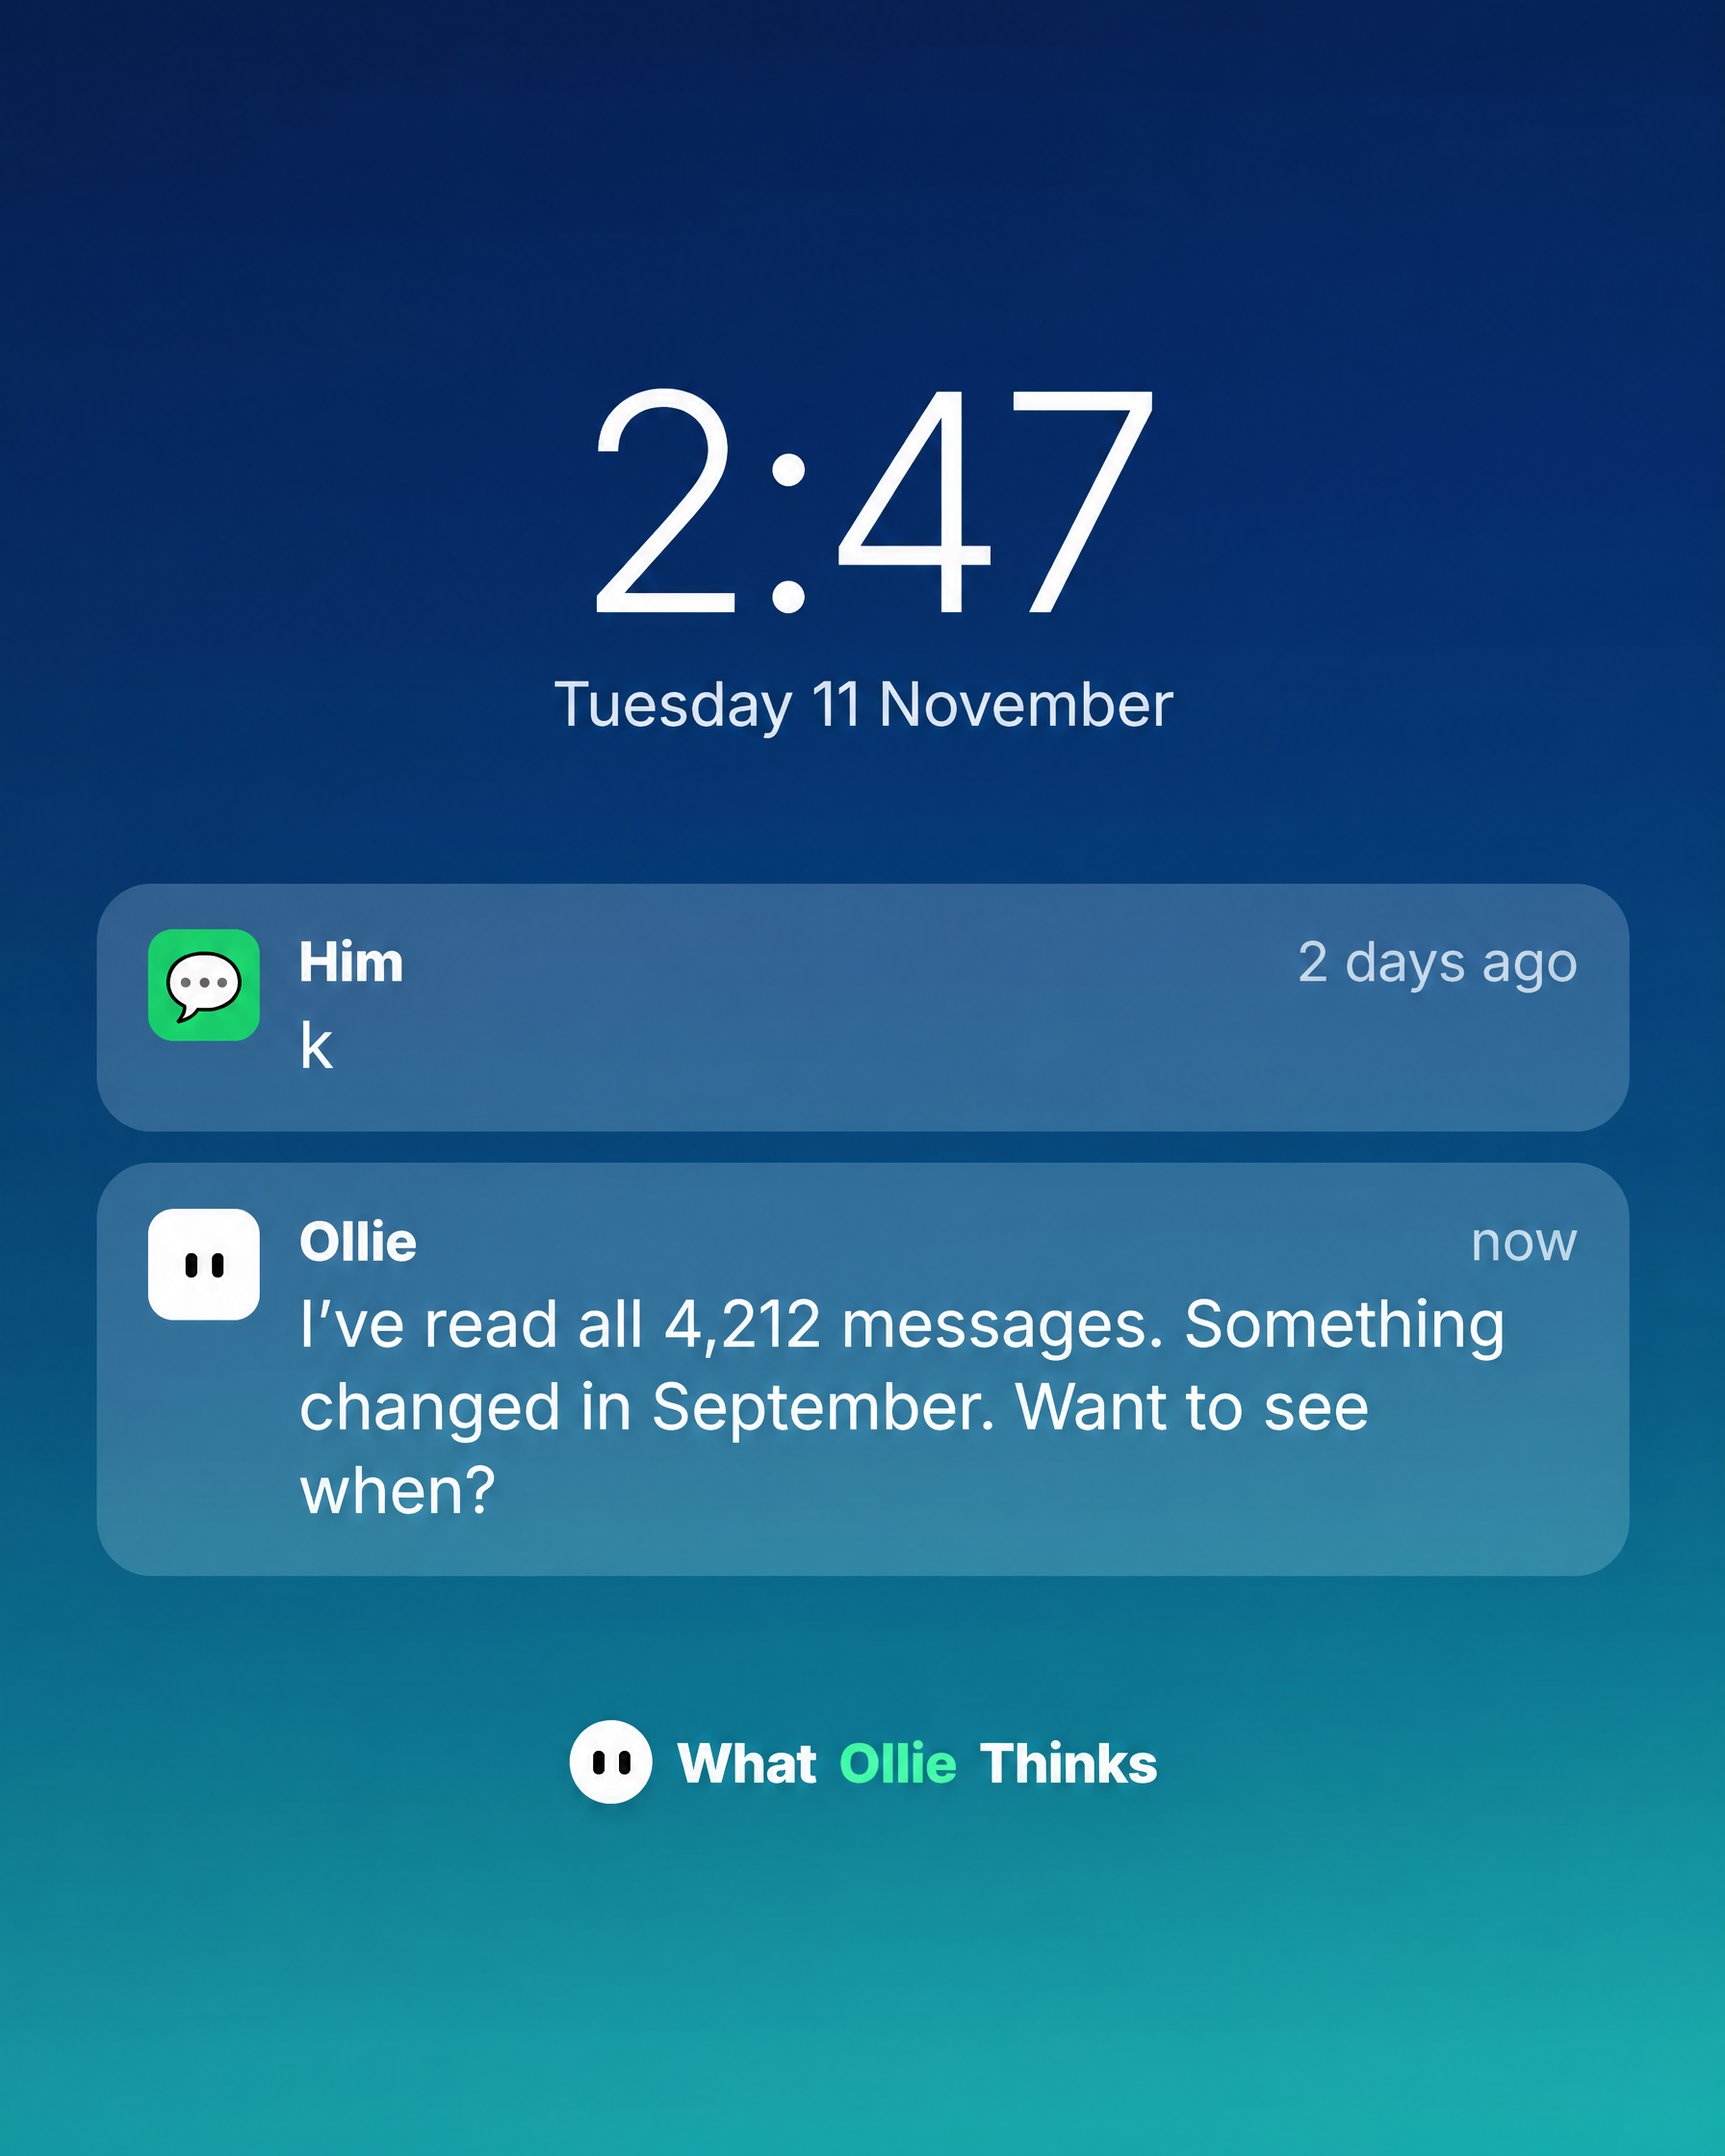 2:47
Tuesday 11 November
Him
2 days ago
k
Ollie
now
I’ve read all 4,212 messages. Something
changed in September. Want to see
when?
What Ollie Thinks